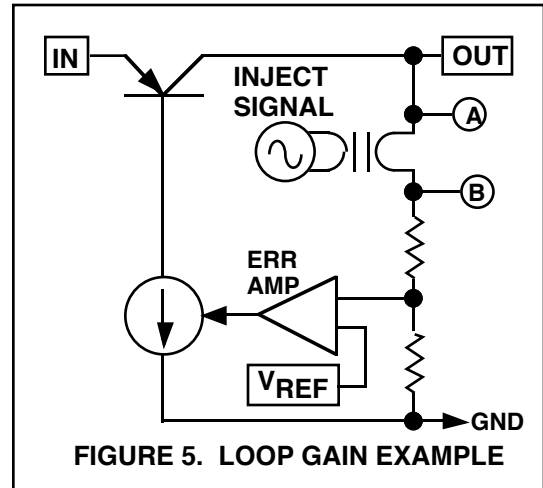 IN
OUT
INJECT
SIGNAL
A
B
ERR
AMP
VREF
GND
FIGURE 5. LOOP GAIN EXAMPLE